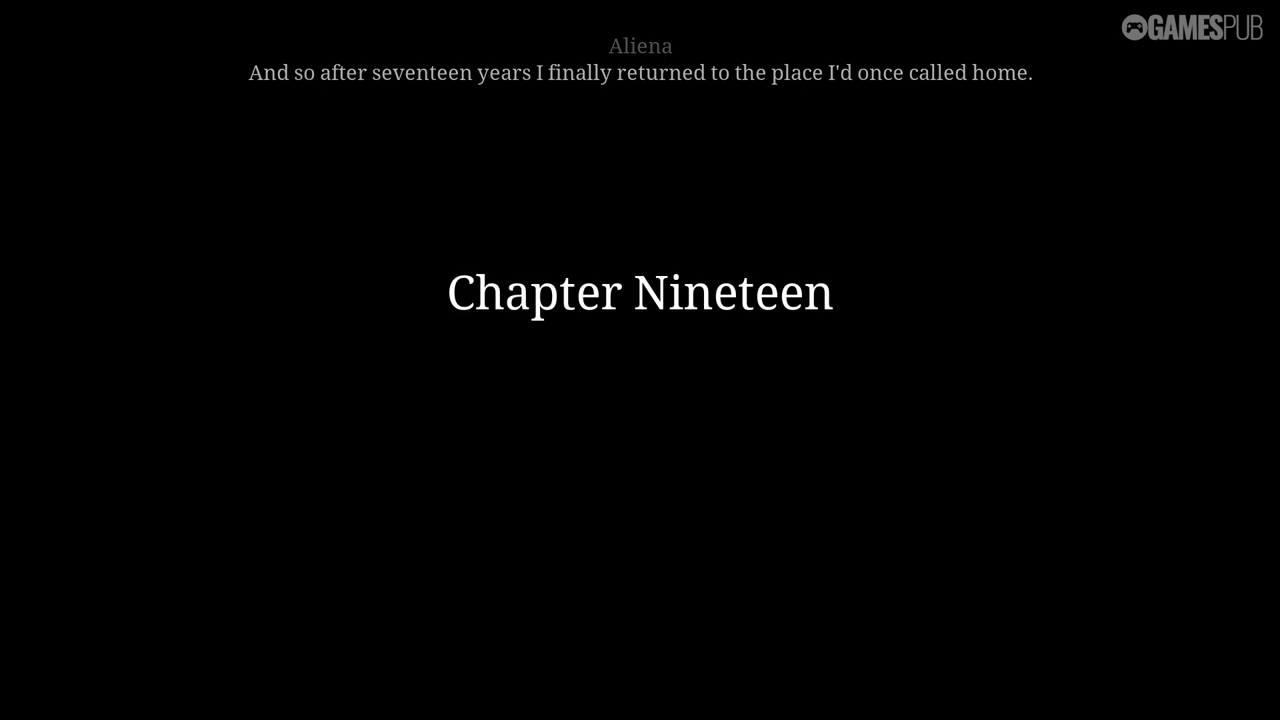 GAMESPUB
Aliena
And so after seventeen years I finally returned to the place I'd once called home.
Chapter Nineteen